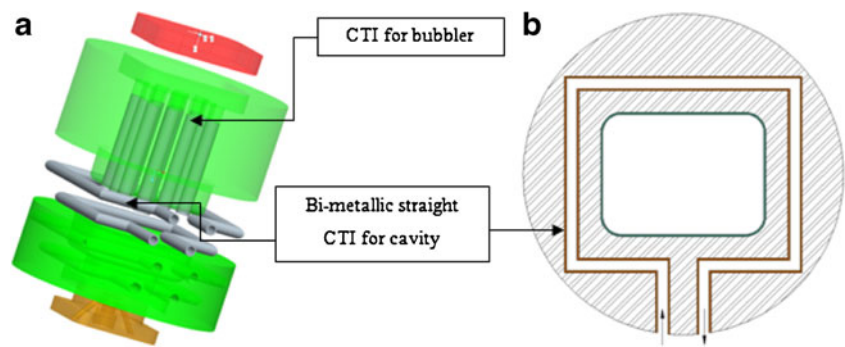 a
CTI for bubbler
b
Bi-metallic straight
CTI for cavity